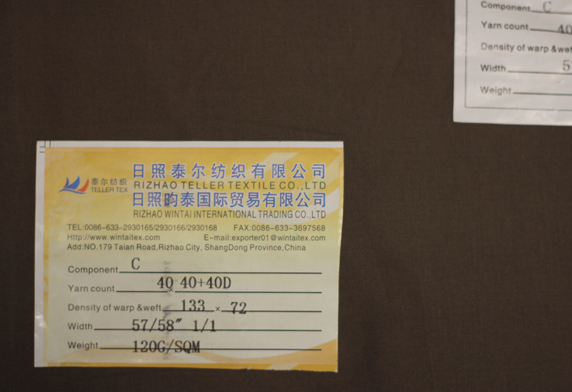 日照泰尔纺织有限公司
泰尔纺织
TELLER TEX
RIZHAO TELLER TEXTILE CO.,LTD
日照昀泰国际贸易有限公司
RIZHAO WINTAI INTERNATIONAL TRADING CO.,LTD
TEL:0086-633-2930165/2930166/2930168 FAX:0086-633-3697568
Http://www.wintaitex.com E-mail:exporter01@wintaitex.com
Add:NO.179 Taian Road,Rizhao City, ShangDong Province,China
Component C
Yarn count 40 40+40D
Density of warp &weft 133 × 72
Width 57/58" 1/1
Weight 120G/SQM
Component C
Yarn count 40
Density of warp &weft
Width 5
Weight